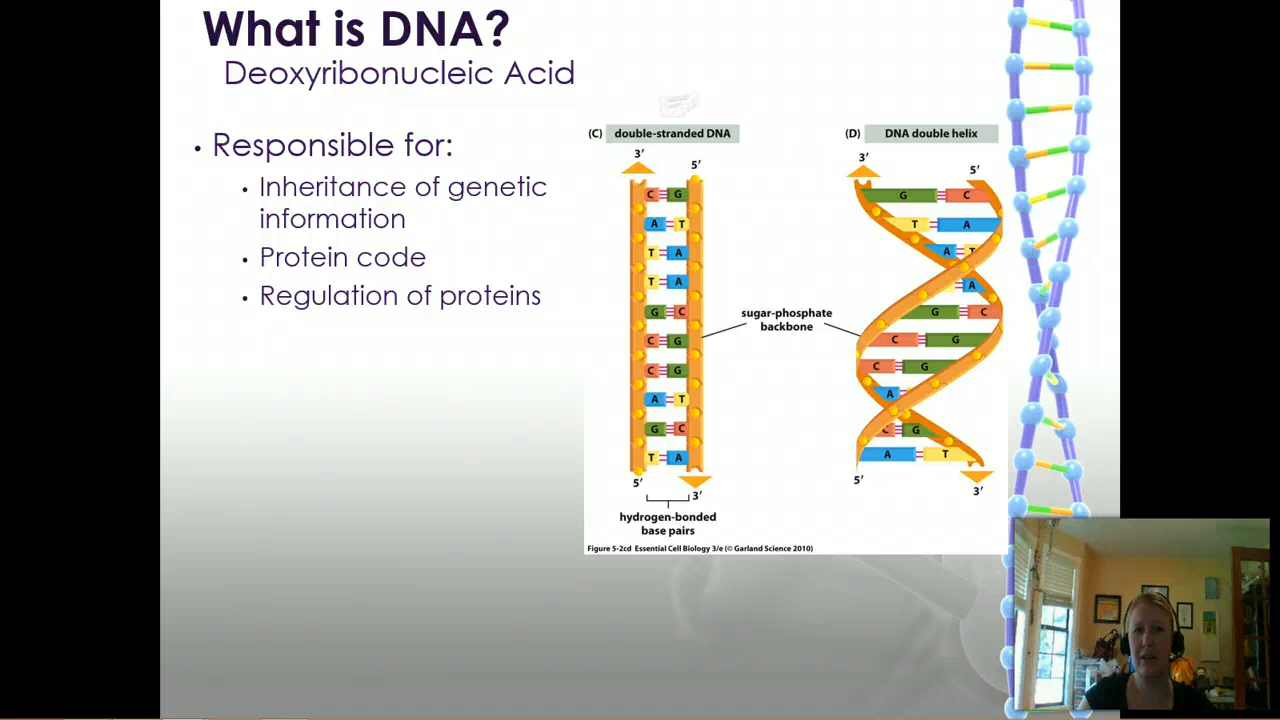 What is DNA?
Deoxyribonucleic Acid
• Responsible for:
• Inheritance of genetic
information
• Protein code
• Regulation of proteins
(C) double-stranded DNA
3′ 5′
C G
A T
T A
T A
G C
C G
C G
A T
G C
T A
5′ 3′
hydrogen-bonded
base pairs
sugar-phosphate
backbone
(D) DNA double helix
3′ 5′
G C
T A
A T
A
G C
C G
C G
A
C G
A T
5′ 3′
Figure 5-2cd Essential Cell Biology 3/e (© Garland Science 2010)